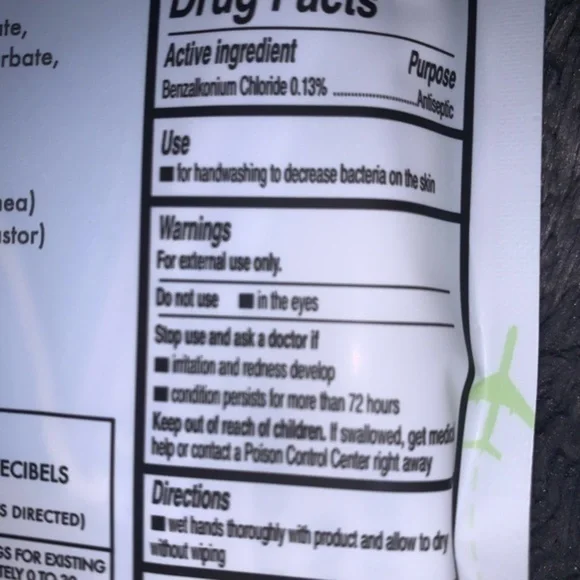 Drug Facts
Active ingredient Purpose
Benzalkonium Chloride 0.13% ........................ Antiseptic
Use
■ for handwashing to decrease bacteria on the skin
Warnings
For external use only.
Do not use ■ in the eyes
Stop use and ask a doctor if
■ irritation and redness develop
■ condition persists for more than 72 hours
Keep out of reach of children. If swallowed, get
help or contact a Poison Control Center right away
Directions
■ wet hands thoroughly with product and allow to dry
without wiping
rbate,
ECIBELS
S DIRECTED)
GS FOR EXISTING